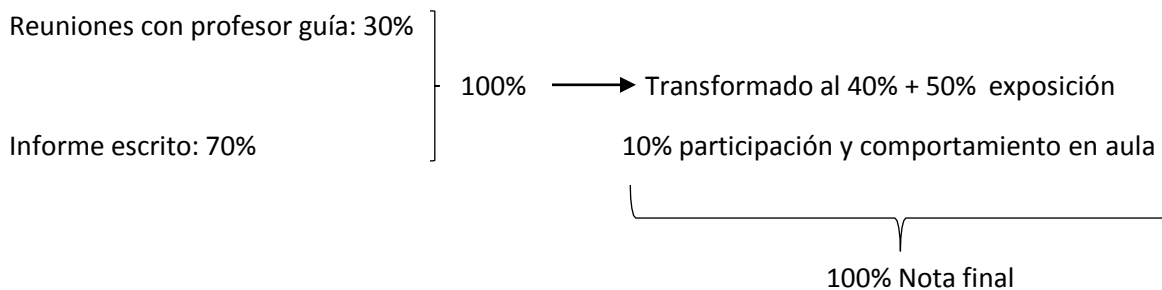 Reuniones con profesor guía: 30%
100%
Transformado al 40% + 50% exposición
Informe escrito: 70%
10% participación y comportamiento en aula
100% Nota final